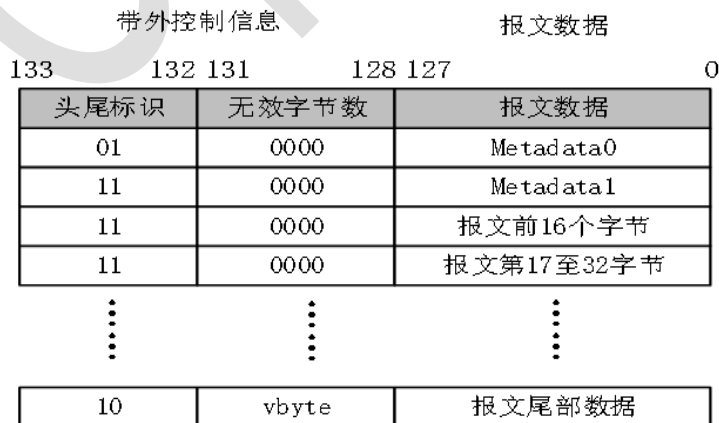 带外控制信息 报文数据
133 132 131 128 127 0
头尾标识 无效字节数 报文数据
01 0000 Metadata0
11 0000 Metadata1
11 0000 报文前16个字节
11 0000 报文第17至32字节
10 vbyte 报文尾部数据